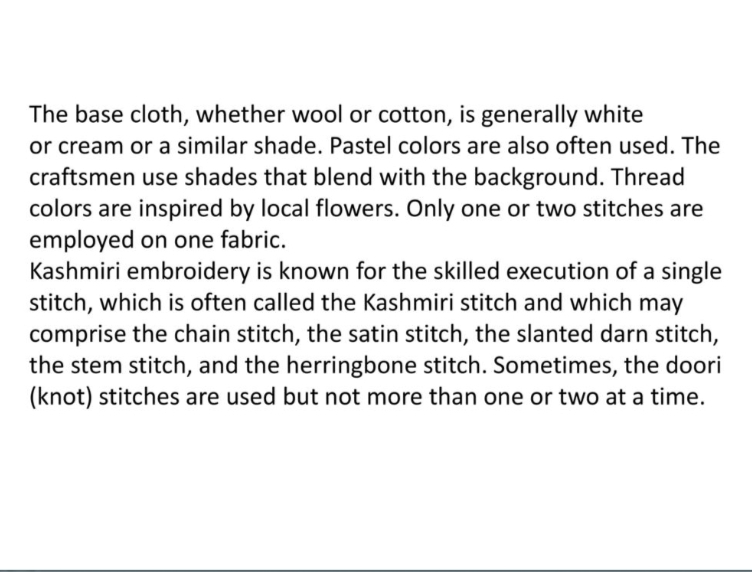 The base cloth, whether wool or cotton, is generally white
or cream or a similar shade. Pastel colors are also often used. The
craftsmen use shades that blend with the background. Thread
colors are inspired by local flowers. Only one or two stitches are
employed on one fabric.
Kashmiri embroidery is known for the skilled execution of a single
stitch, which is often called the Kashmiri stitch and which may
comprise the chain stitch, the satin stitch, the slanted darn stitch,
the stem stitch, and the herringbone stitch. Sometimes, the doori
(knot) stitches are used but not more than one or two at a time.